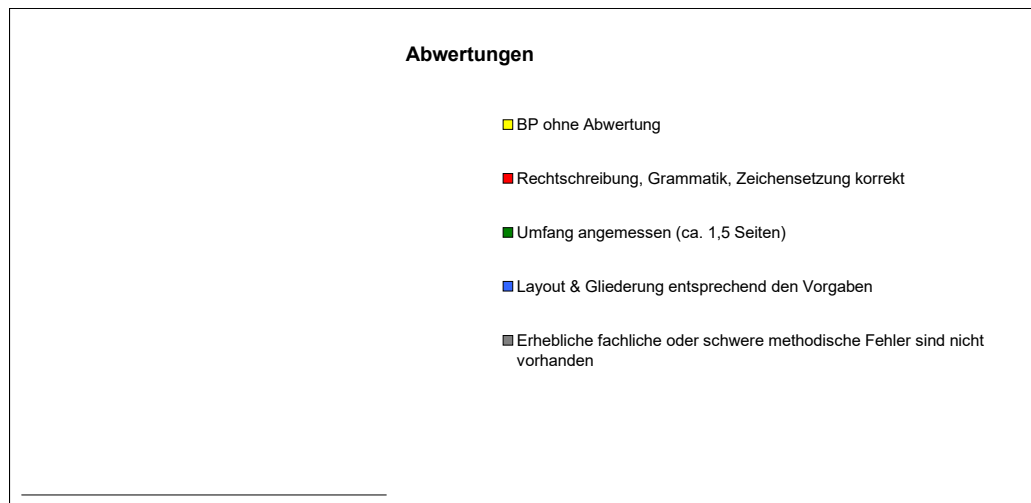 Abwertungen
BP ohne Abwertung
Rechtschreibung, Grammatik, Zeichensetzung korrekt
Umfang angemessen (ca. 1,5 Seiten)
Layout & Gliederung entsprechend den Vorgaben
Erhebliche fachliche oder schwere methodische Fehler sind nicht
vorhanden